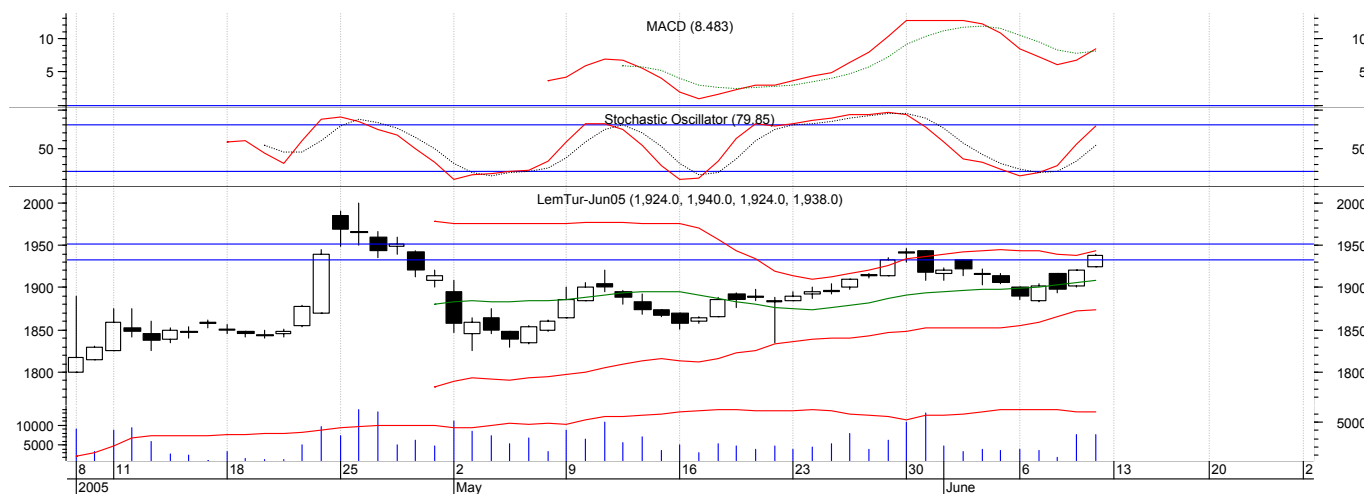 MACD (8.483)
10 10
5 5
Stochastic Oscillator (79.85)
50 50
LemTur-Jun05 (1,924.0, 1,940.0, 1,924.0, 1,938.0)
2000 2000
1950 1950
1900 1900
1850 1850
1800 1800
10000 5000
5000
8 11 18 25 2 9 16 23 30 6 13 20 2
2005 May June